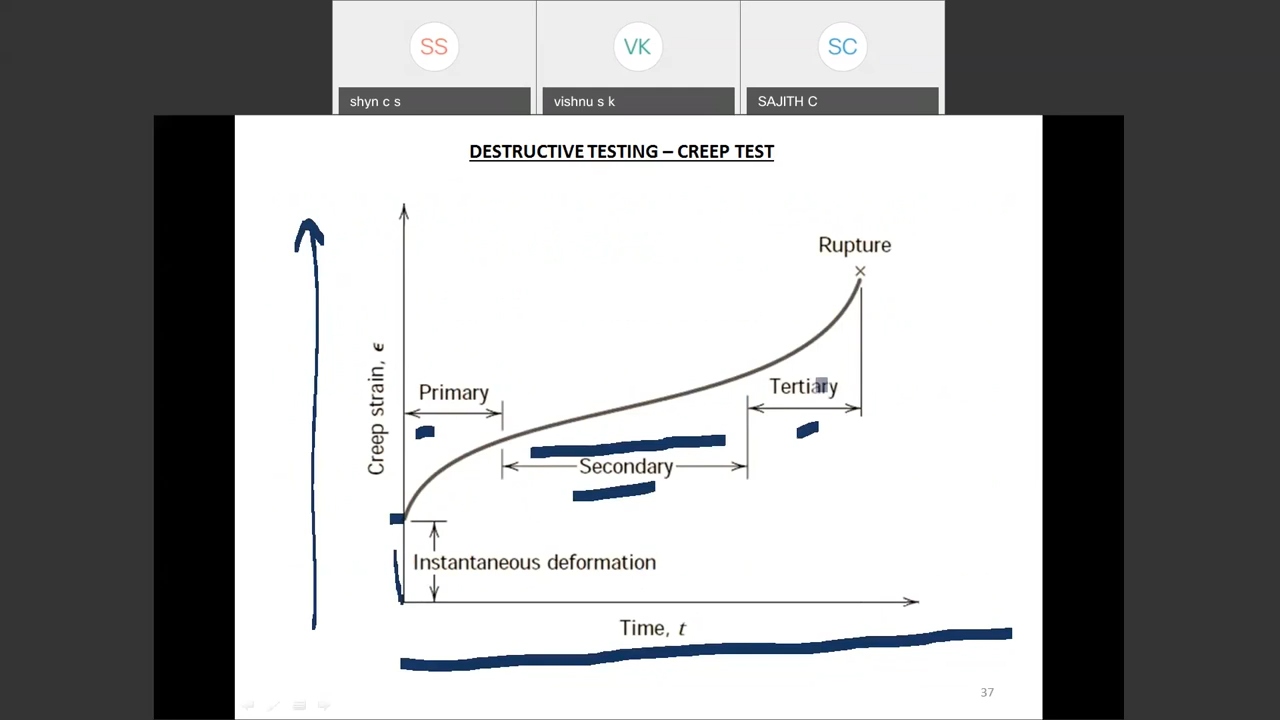 SS
VK
SC
shyn c s
vishnu s k
SAJITH C
DESTRUCTIVE TESTING – CREEP TEST
Rupture
×
Creep strain, ϵ
Primary
Tertiary
Secondary
Instantaneous deformation
Time, t
37